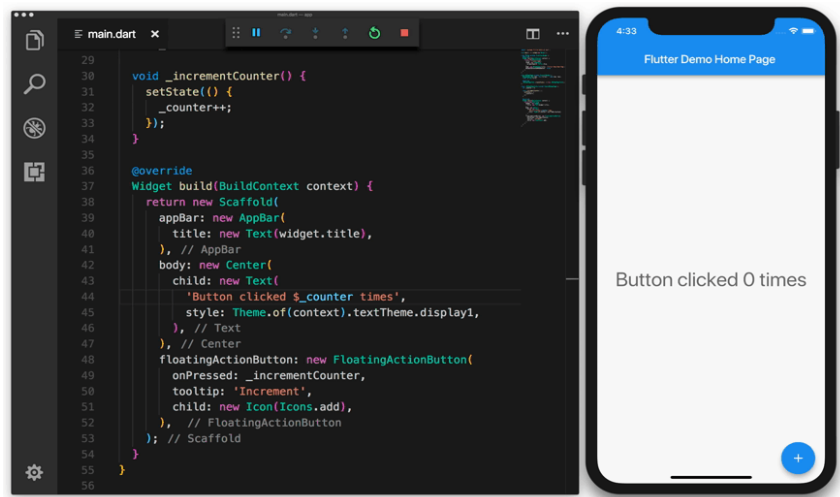 main.dart — app
main.dart
29
30 void _incrementCounter() {
31 setState(() {
32 _counter++;
33 });
34 }
35
36 @override
37 Widget build(BuildContext context) {
38 return new Scaffold(
39 appBar: new AppBar(
40 title: new Text(widget.title),
41 ), // AppBar
42 body: new Center(
43 child: new Text(
44 'Button clicked $_counter times',
45 style: Theme.of(context).textTheme.display1,
46 ), // Text
47 ), // Center
48 floatingActionButton: new FloatingActionButton(
49 onPressed: _incrementCounter,
50 tooltip: 'Increment',
51 child: new Icon(Icons.add),
52 ), // FloatingActionButton
53 ); // Scaffold
54 }
55 }
56
4:33
Flutter Demo Home Page
Button clicked 0 times
+